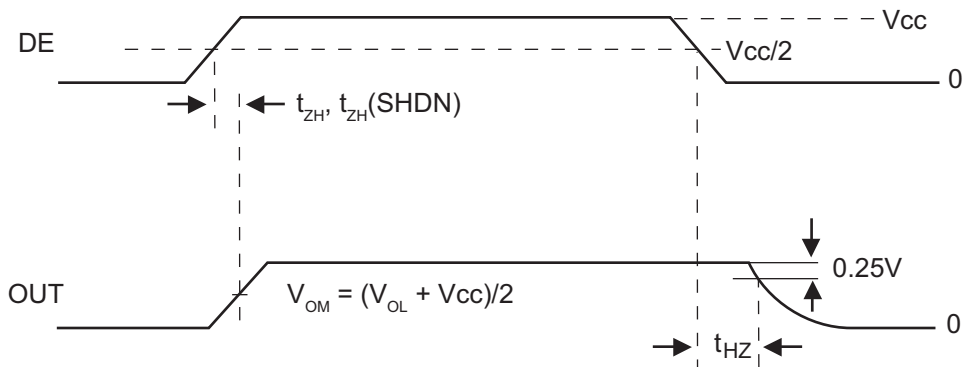 Vcc
DE
Vcc/2
0
tZH, tZH(SHDN)
0.25V
OUT
VOM = (VOL + Vcc)/2
0
tHZ